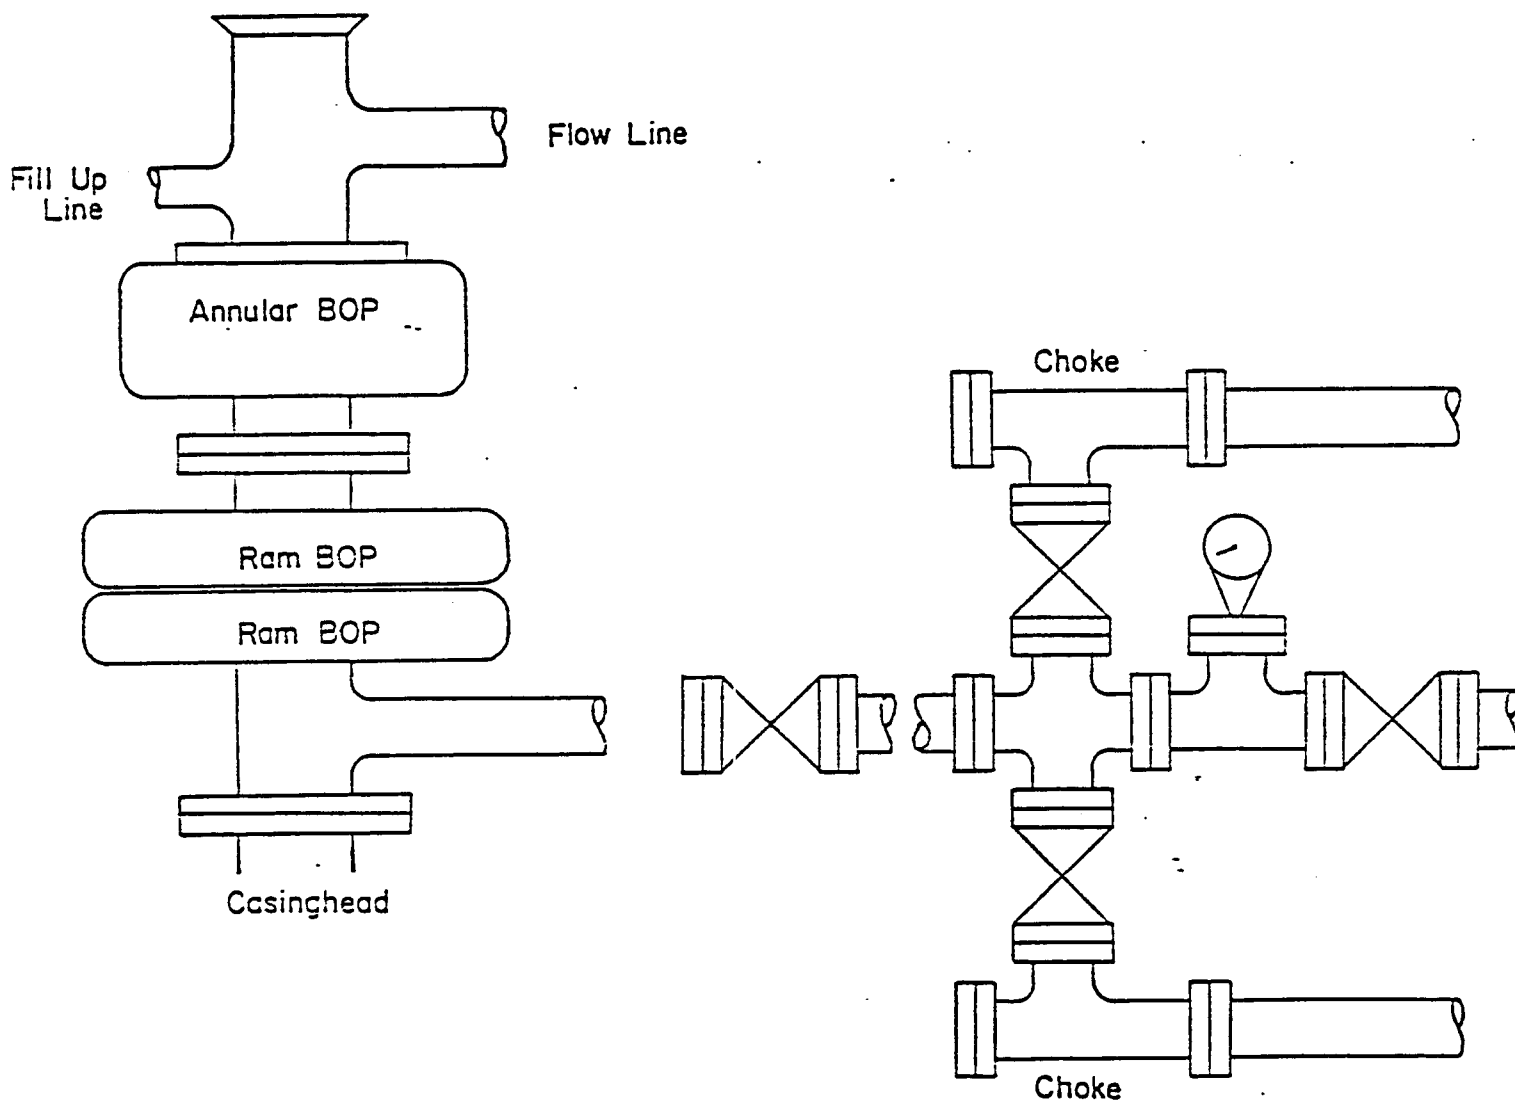 Flow Line
Fill Up
Line
Annular BOP
Choke
Ram BOP
Ram BOP
Casinghead
Choke